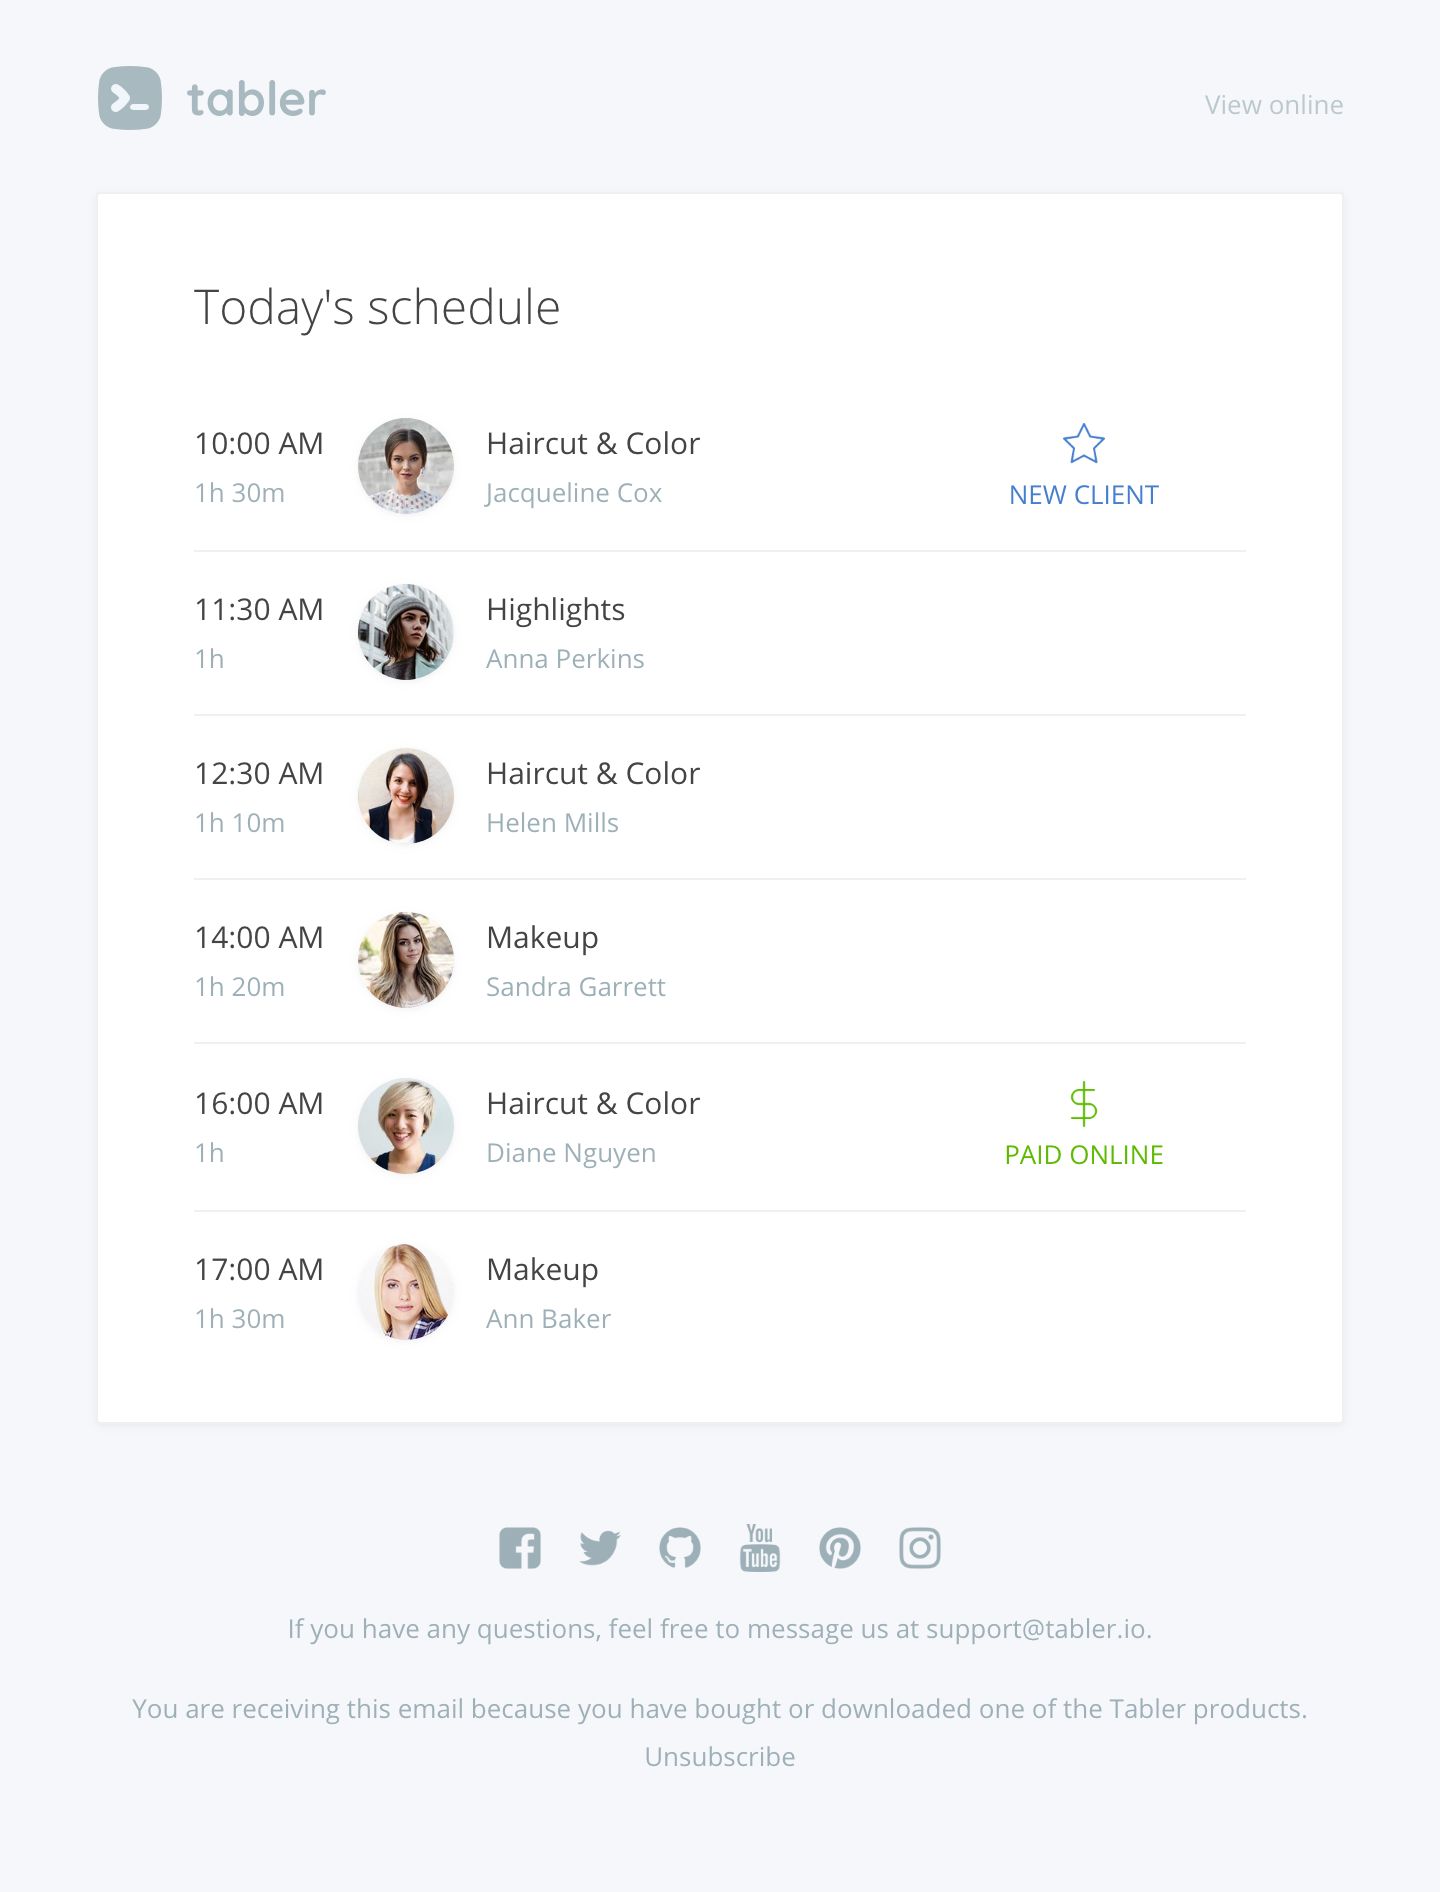 tabler
View online
Today's schedule
10:00 AM
1h 30m
Haircut & Color
Jacqueline Cox
NEW CLIENT
11:30 AM
1h
Highlights
Anna Perkins
12:30 AM
1h 10m
Haircut & Color
Helen Mills
14:00 AM
1h 20m
Makeup
Sandra Garrett
16:00 AM
1h
Haircut & Color
Diane Nguyen
$
PAID ONLINE
17:00 AM
1h 30m
Makeup
Ann Baker
You
Tube
If you have any questions, feel free to message us at support@tabler.io.
You are receiving this email because you have bought or downloaded one of the Tabler products.
Unsubscribe